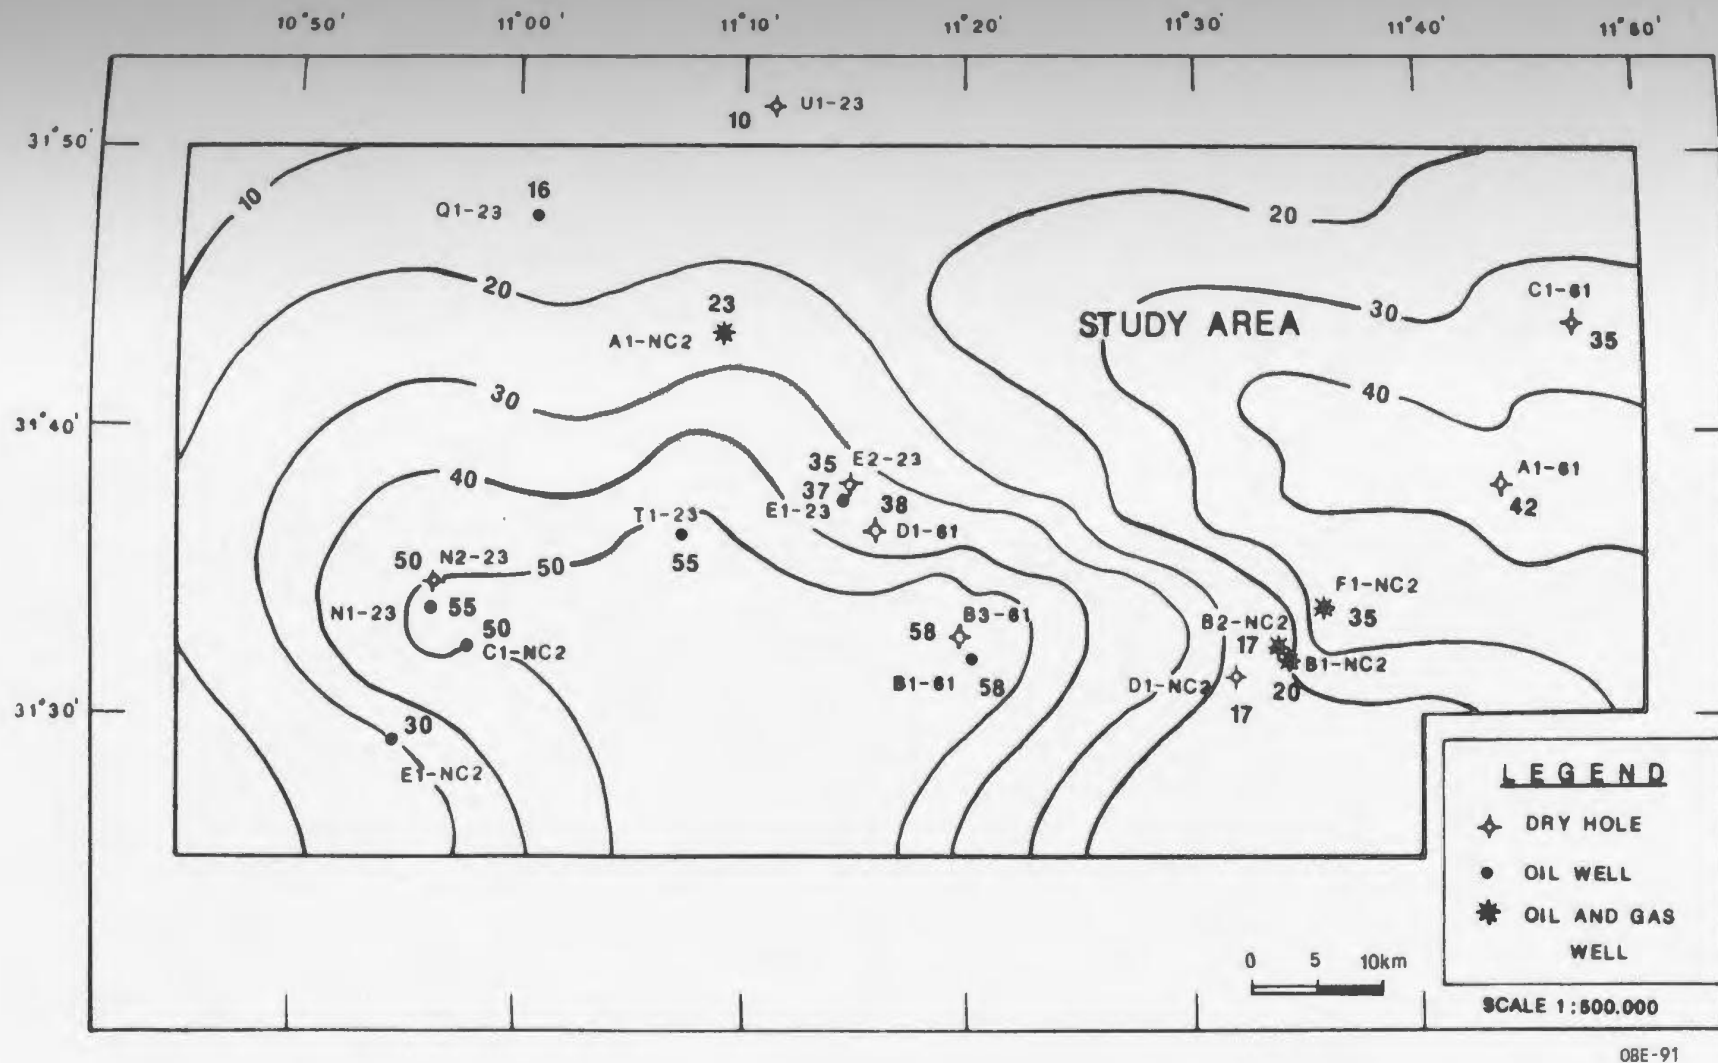 10°50' 11°00' 11°10' 11°20' 11°30' 11°40' 11°50'
10 U1-23
31°50'
10
16
Q1-23
20
20
C1-61
23
30
STUDY AREA
35
A1-NC2
30
40
31°40'
E2-23
35
40
A1-61
37
38
E1-23
T1-23
D1-61
42
N2-23
50
50
55
F1-NC2
N1-23
55
B3-61
B2-NC2
35
50
58
17
C1-NC2
B1-NC2
B1-61
58
D1-NC2
20
31°30'
17
30
E1-NC2
LEGEND
DRY HOLE
OIL WELL
OIL AND GAS
WELL
0 5 10km
SCALE 1:500.000
OBE-91